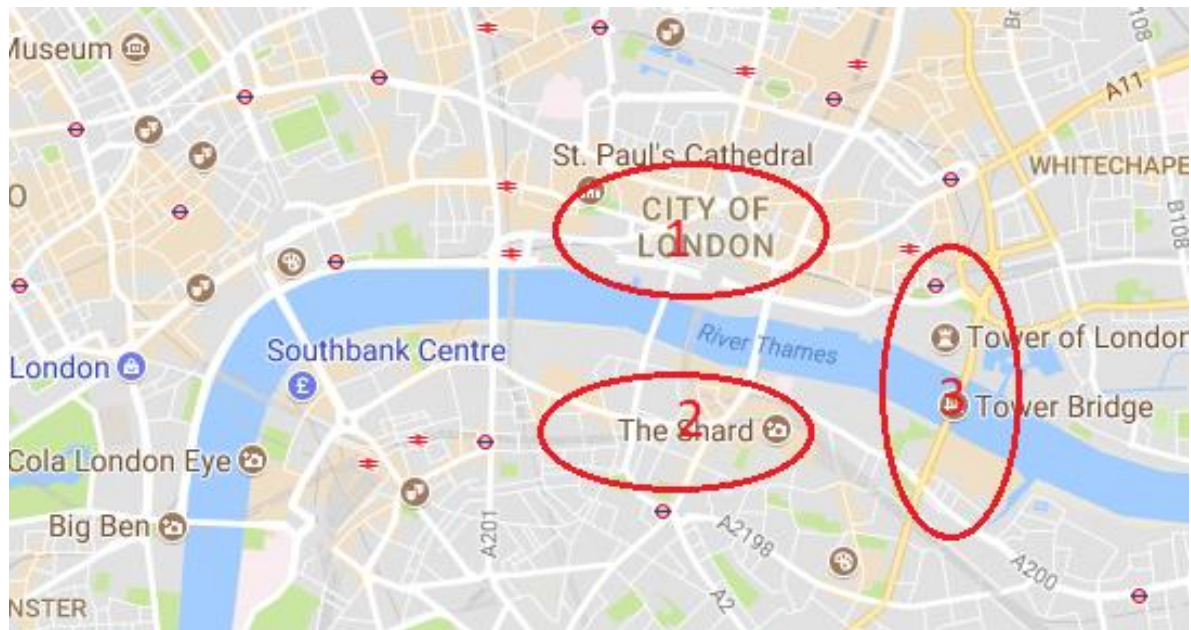 Museum
A11
108
St. Paul's Cathedral
WHITECHAPE
CITY OF
LONDON
1
B108
River Thames
Tower of London
London
Southbank Centre
£
2
The Shard
3
Tower Bridge
Cola London Eye
Big Ben
A201
A2198
A200
A2
NSTER